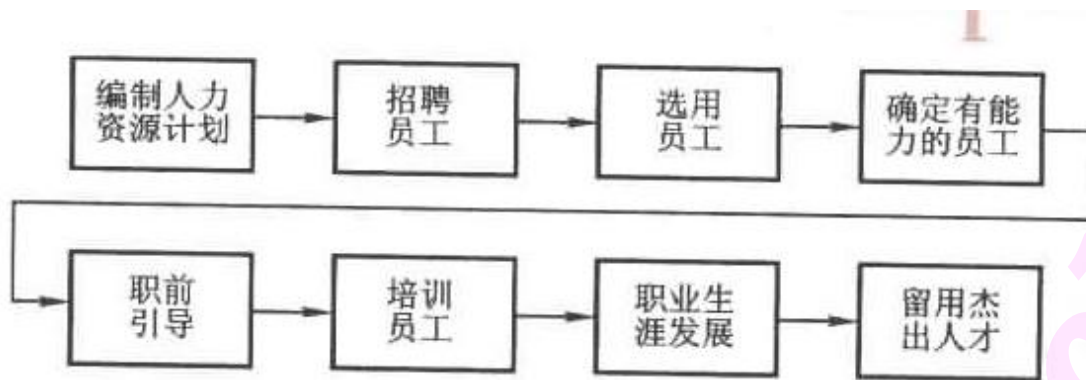 编制人力
资源计划
招聘
员工
选用
员工
确定有能
力的员工
职前
引导
培训
员工
职业生
涯发展
留用杰
出人才